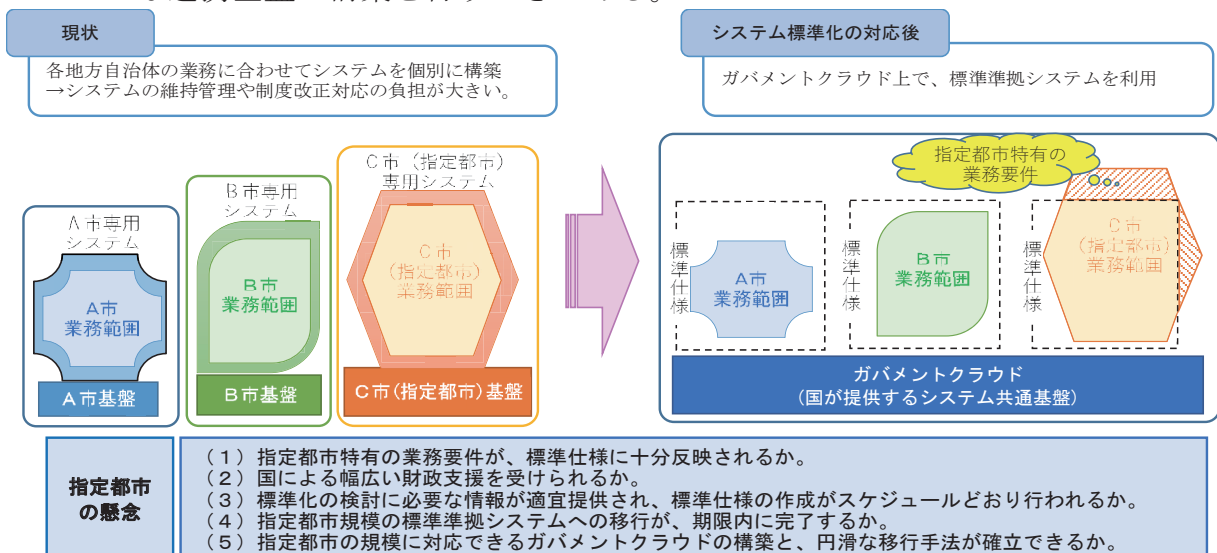 現状
各地方自治体の業務に合わせてシステムを個別に構築
→システムの維持管理や制度改正対応の負担が大きい。
A市専用
システム
A市
業務範囲
A市基盤
B市専用
システム
B市
業務範囲
B市基盤
C市(指定都市)
専用システム
C市
(指定都市)
業務範囲
C市(指定都市)基盤
システム標準化の対応後
ガバメントクラウド上で、標準準拠システムを利用
指定都市特有の
業務要件
標準仕様
A市
業務範囲
標準仕様
B市
業務範囲
標準仕様
C市
(指定都市)
業務範囲
ガバメントクラウド
(国が提供するシステム共通基盤)
指定都市
の懸念
(1)指定都市特有の業務要件が、標準仕様に十分反映されるか。
(2)国による幅広い財政支援を受けられるか。
(3)標準化の検討に必要な情報が適宜提供され、標準仕様の作成がスケジュールどおり行われるか。
(4)指定都市規模の標準準拠システムへの移行が、期限内に完了するか。
(5)指定都市の規模に対応できるガバメントクラウドの構築と、円滑な移行手法が確立できるか。